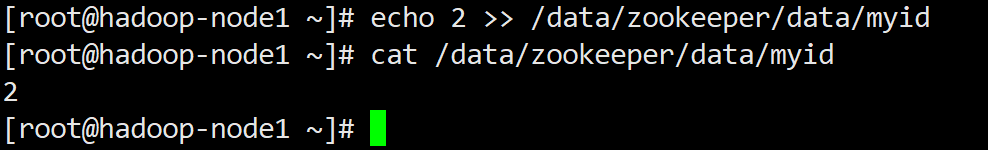 [root@hadoop-node1 ~]# echo 2 >> /data/zookeeper/data/myid
[root@hadoop-node1 ~]# cat /data/zookeeper/data/myid
2
[root@hadoop-node1 ~]#